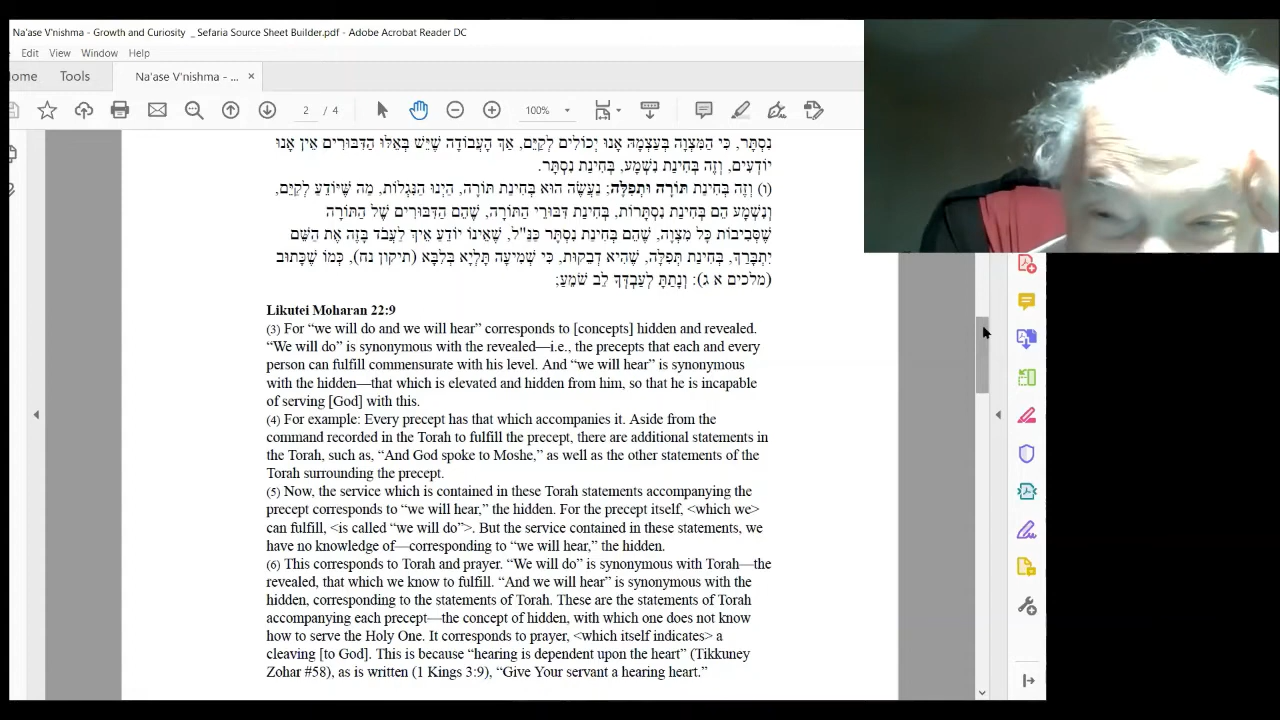 Na'ase V'nishma - Growth and Curiosity _ Sefaria Source Sheet Builder.pdf - Adobe Acrobat Reader DC
Edit View Window Help
ome Tools Na'ase V'nishma - ... ×
2 / 4 100%
נִסְתָּר, כִּי הַמִּצְוָה בְּעַצְמָהּ אָנוּ יְכוֹלִים לְקַיֵּם, אַךְ הָעֲבוֹדָה שֶׁיֵּשׁ בְּאֵלּוּ הַדִּבּוּרִים אֵין אָנוּ
יוֹדְעִים, וְזֶה בְּחִינַת נִשְׁמָע, בְּחִינַת נִסְתָּר.
(ו) וְזֶה בְּחִינַת תּוֹרָה וּתְפִלָּה; נַעֲשֶׂה הוּא בְּחִינַת תּוֹרָה, הַיְנוּ הַנִּגְלוֹת, מַה שֶּׁיּוֹדֵעַ לְקַיֵּם,
וְנִשְׁמָע הֵם בְּחִינַת נִסְתָּרוֹת, בְּחִינַת דִּבּוּרֵי הַתּוֹרָה, שֶׁהֵם הַדִּבּוּרִים שֶׁל הַתּוֹרָה
שֶׁסְּבִיבוֹת כָּל מִצְוָה, שֶׁהֵם בְּחִינַת נִסְתָּר כַּנַּ"ל, שֶׁאֵינוֹ יוֹדֵעַ אֵיךְ לַעֲבֹד בָּזֶה אֶת הַשֵּׁם
יִתְבָּרַךְ, בְּחִינַת תְּפִלָּה, שֶׁהִיא דְּבֵקוּת, כִּי שְׁמִיעָה תַּלְיָא בְּלִבָּא (תיקון נח), כְּמוֹ שֶׁכָּתוּב
(מלכים א ג): וְנָתַתָּ לְעַבְדְּךָ לֵב שֹׁמֵעַ;
Likutei Moharan 22:9
(3) For “we will do and we will hear” corresponds to [concepts] hidden and revealed.
“We will do” is synonymous with the revealed—i.e., the precepts that each and every
person can fulfill commensurate with his level. And “we will hear” is synonymous
with the hidden—that which is elevated and hidden from him, so that he is incapable
of serving [God] with this.
(4) For example: Every precept has that which accompanies it. Aside from the
command recorded in the Torah to fulfill the precept, there are additional statements in
the Torah, such as, “And God spoke to Moshe,” as well as the other statements of the
Torah surrounding the precept.
(5) Now, the service which is contained in these Torah statements accompanying the
precept corresponds to “we will hear,” the hidden. For the precept itself, <which we>
can fulfill, <is called “we will do”>. But the service contained in these statements, we
have no knowledge of—corresponding to “we will hear,” the hidden.
(6) This corresponds to Torah and prayer. “We will do” is synonymous with Torah—the
revealed, that which we know to fulfill. “And we will hear” is synonymous with the
hidden, corresponding to the statements of Torah. These are the statements of Torah
accompanying each precept—the concept of hidden, with which one does not know
how to serve the Holy One. It corresponds to prayer, <which itself indicates> a
cleaving [to God]. This is because “hearing is dependent upon the heart” (Tikkuney
Zohar #58), as is written (1 Kings 3:9), “Give Your servant a hearing heart.”